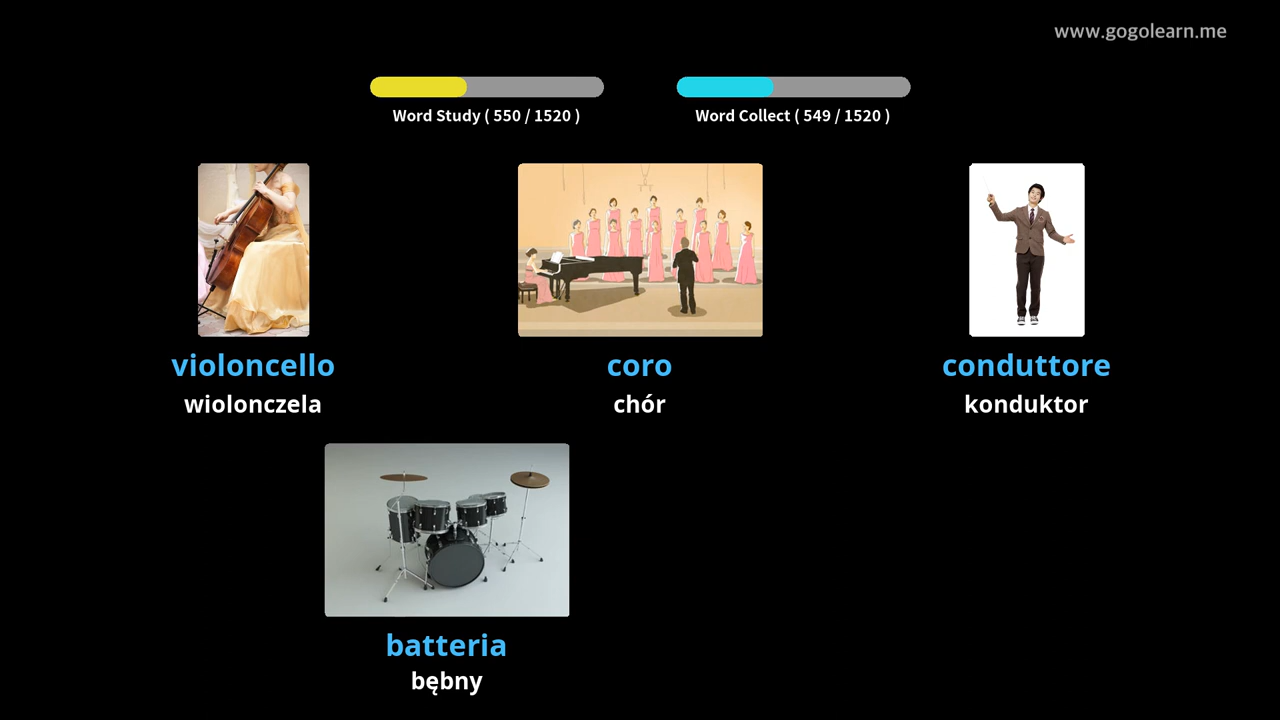 www.gogolearn.me
Word Study ( 550 / 1520 )
Word Collect ( 549 / 1520 )
violoncello
wiolonczela
coro
chór
conduttore
konduktor
batteria
bębny